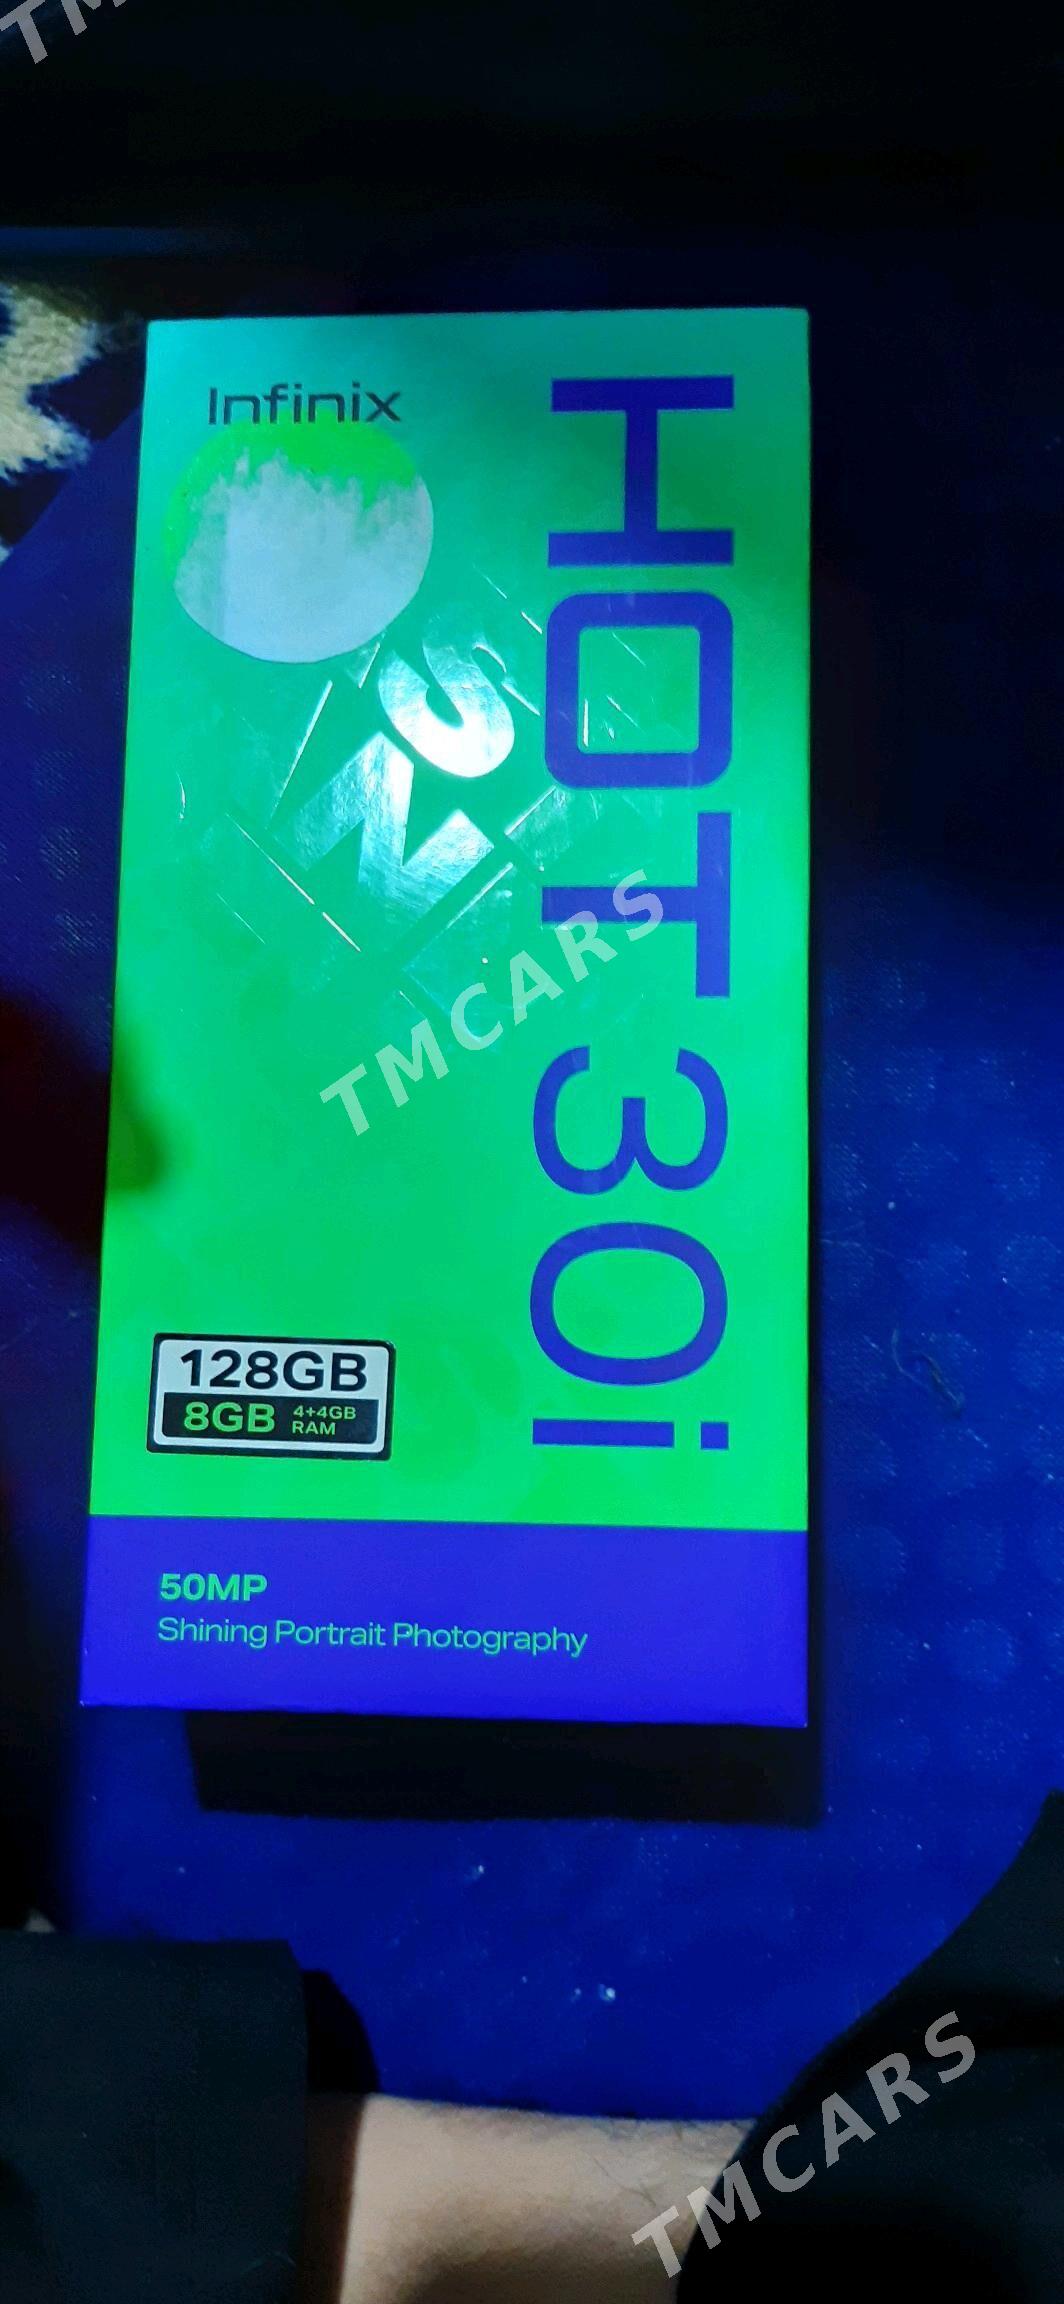 Infinix
HOT 30i
TMCARS
128GB
8GB 4+4GB
RAM
50MP
Shining Portrait Photography
TMCARS